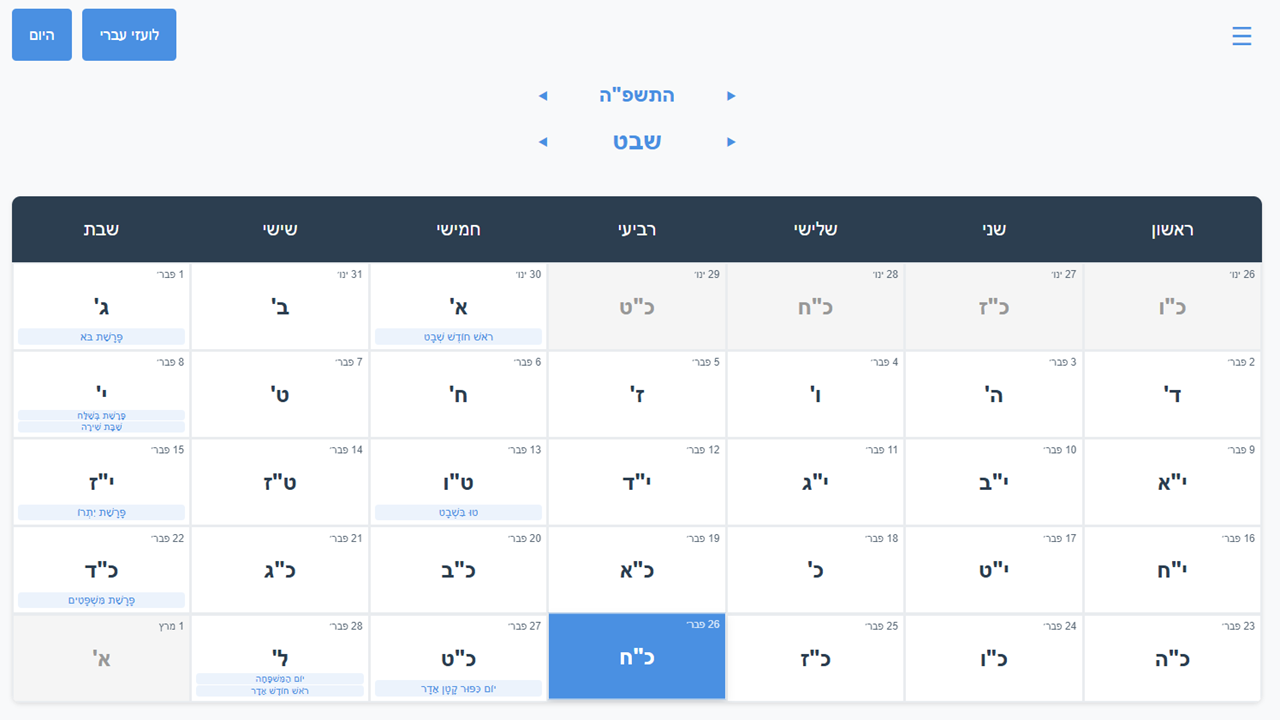 לועזי עברי
היום
☰
▶ התשפ"ה ◀
▶ שבט ◀
ראשון שני שלישי רביעי חמישי שישי שבת
26 ינו׳ 27 ינו׳ 28 ינו׳ 29 ינו׳ 30 ינו׳ 31 ינו׳ 1 פבר׳
כ"ו כ"ז כ"ח כ"ט א' ב' ג'
רֹאשׁ חוֹדֶשׁ שְׁבָט פָּרָשַׁת בֹּא
2 פבר׳ 3 פבר׳ 4 פבר׳ 5 פבר׳ 6 פבר׳ 7 פבר׳ 8 פבר׳
ד' ה' ו' ז' ח' ט' י'
פָּרָשַׁת בְּשַׁלַּח
שַׁבָּת שִׁירָה
9 פבר׳ 10 פבר׳ 11 פבר׳ 12 פבר׳ 13 פבר׳ 14 פבר׳ 15 פבר׳
י"א י"ב י"ג י"ד ט"ו ט"ז י"ז
טוּ בִּשְׁבָט פָּרָשַׁת יִתְרוֹ
16 פבר׳ 17 פבר׳ 18 פבר׳ 19 פבר׳ 20 פבר׳ 21 פבר׳ 22 פבר׳
י"ח י"ט כ' כ"א כ"ב כ"ג כ"ד
פָּרָשַׁת מִשְׁפָּטִים
23 פבר׳ 24 פבר׳ 25 פבר׳ 26 פבר׳ 27 פבר׳ 28 פבר׳ 1 מרץ
כ"ה כ"ו כ"ז כ"ח כ"ט ל' א'
יוֹם כִּפּוּר קָטָן אֲדָר יוֹם הַמִּשׁפָּחָה
רֹאשׁ חוֹדֶשׁ אֲדָר